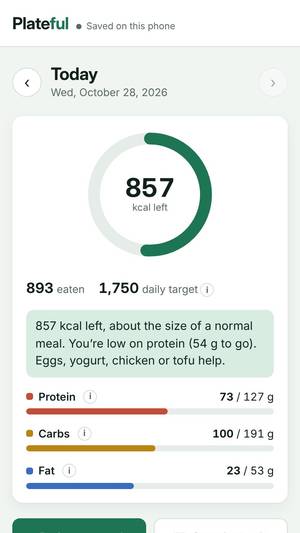 Plateful Saved on this phone
Today
Wed, October 28, 2026
857
kcal left
893 eaten 1,750 daily target i
857 kcal left, about the size of a normal
meal. You’re low on protein (54 g to go).
Eggs, yogurt, chicken or tofu help.
Protein i 73 / 127 g
Carbs i 100 / 191 g
Fat i 23 / 53 g